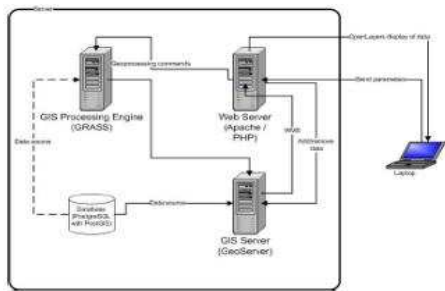 Server
OpenLayers display of data
Geoprocessing commands
Send parameters
GIS Processing Engine
(GRASS)
Web Server
(Apache /
PHP)
WMS
Add/remove
data
Data source
Laptop
Database
(PostgreSQL
with PostGIS)
Data source
GIS Server
(GeoServer)